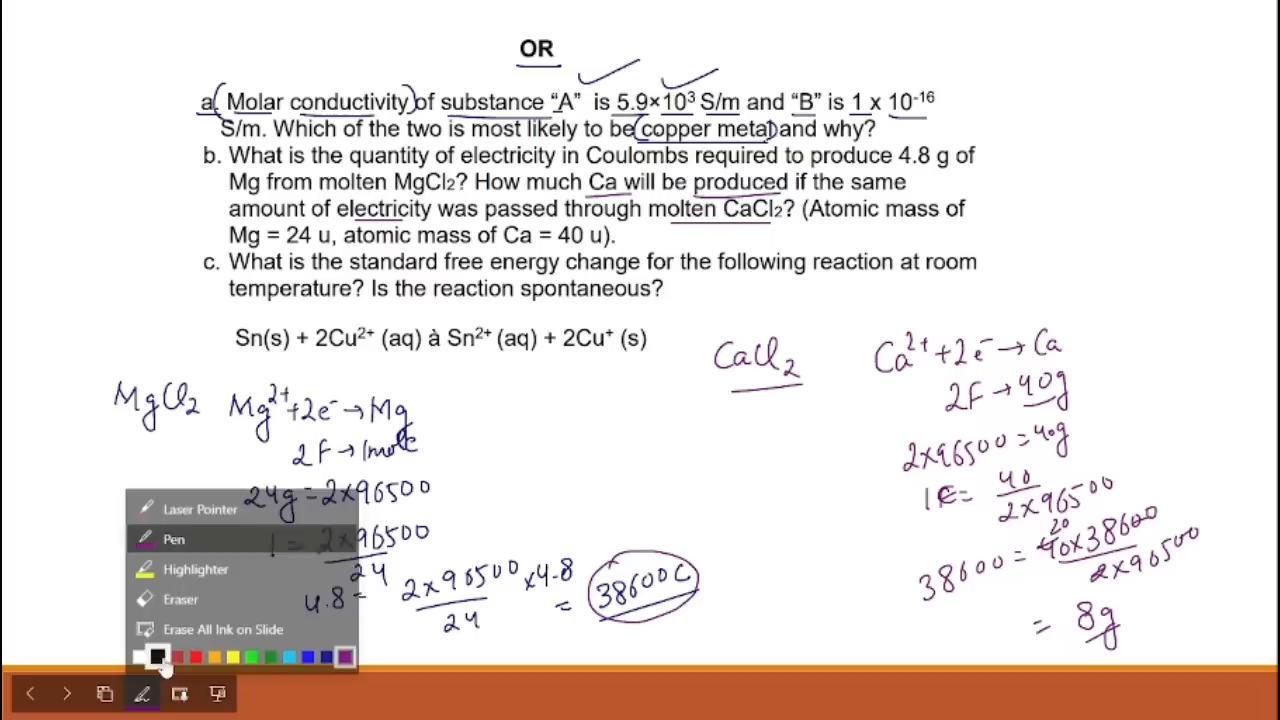 OR
a. Molar conductivity of substance “A” is 5.9×10³ S/m and “B” is 1 x 10⁻¹⁶
S/m. Which of the two is most likely to be copper metal and why?
b. What is the quantity of electricity in Coulombs required to produce 4.8 g of
Mg from molten MgCl₂? How much Ca will be produced if the same
amount of electricity was passed through molten CaCl₂? (Atomic mass of
Mg = 24 u, atomic mass of Ca = 40 u).
c. What is the standard free energy change for the following reaction at room
temperature? Is the reaction spontaneous?
Sn(s) + 2Cu²⁺ (aq) à Sn²⁺ (aq) + 2Cu⁺ (s)
MgCl₂ Mg²⁺+2e⁻→Mg
2F→1mole
24g=2×96500
1 = 2×96500/24
4.8= 2×96500/24 ×4.8 = 38600C
CaCl₂ Ca²⁺+2e⁻→Ca
2F→40g
2×96500=40g
1C= 40/2×96500
38600= 40×38600/2×96500
20
= 8g
Laser Pointer
Pen
Highlighter
Eraser
Erase All Ink on Slide